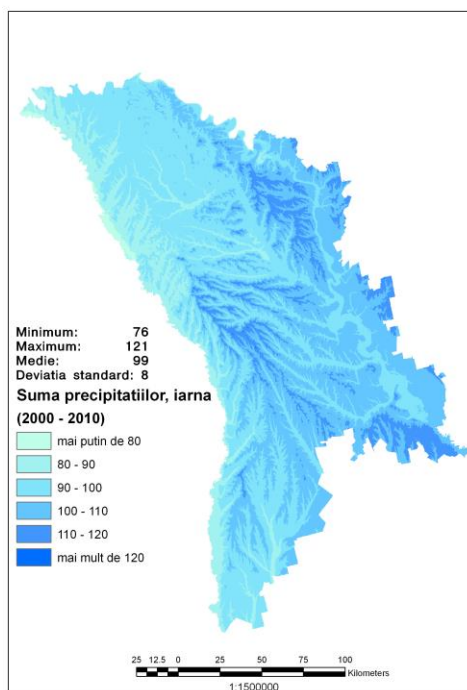 Minimum: 76
Maximum: 121
Medie: 99
Deviatia standard: 8
Suma precipitatiilor, iarna
(2000 - 2010)
mai putin de 80
80 - 90
90 - 100
100 - 110
110 - 120
mai mult de 120
25 12.5 0 25 50 75 100
Kilometers
1:1500000